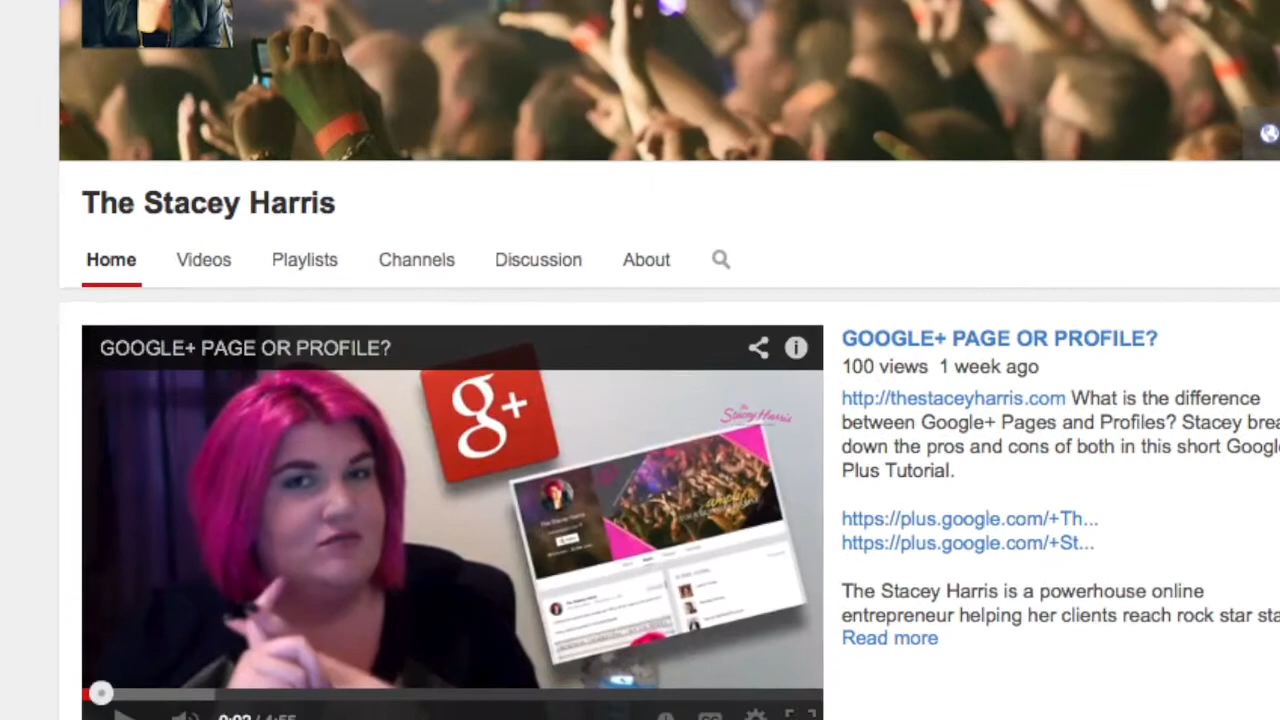 The Stacey Harris
Home Videos Playlists Channels Discussion About
GOOGLE+ PAGE OR PROFILE?
g+
The
Stacey Harris
GOOGLE+ PAGE OR PROFILE?
100 views 1 week ago
http://thestaceyharris.com What is the difference
between Google+ Pages and Profiles? Stacey brea
down the pros and cons of both in this short Googl
Plus Tutorial.
https://plus.google.com/+Th...
https://plus.google.com/+St...
The Stacey Harris is a powerhouse online
entrepreneur helping her clients reach rock star sta
Read more